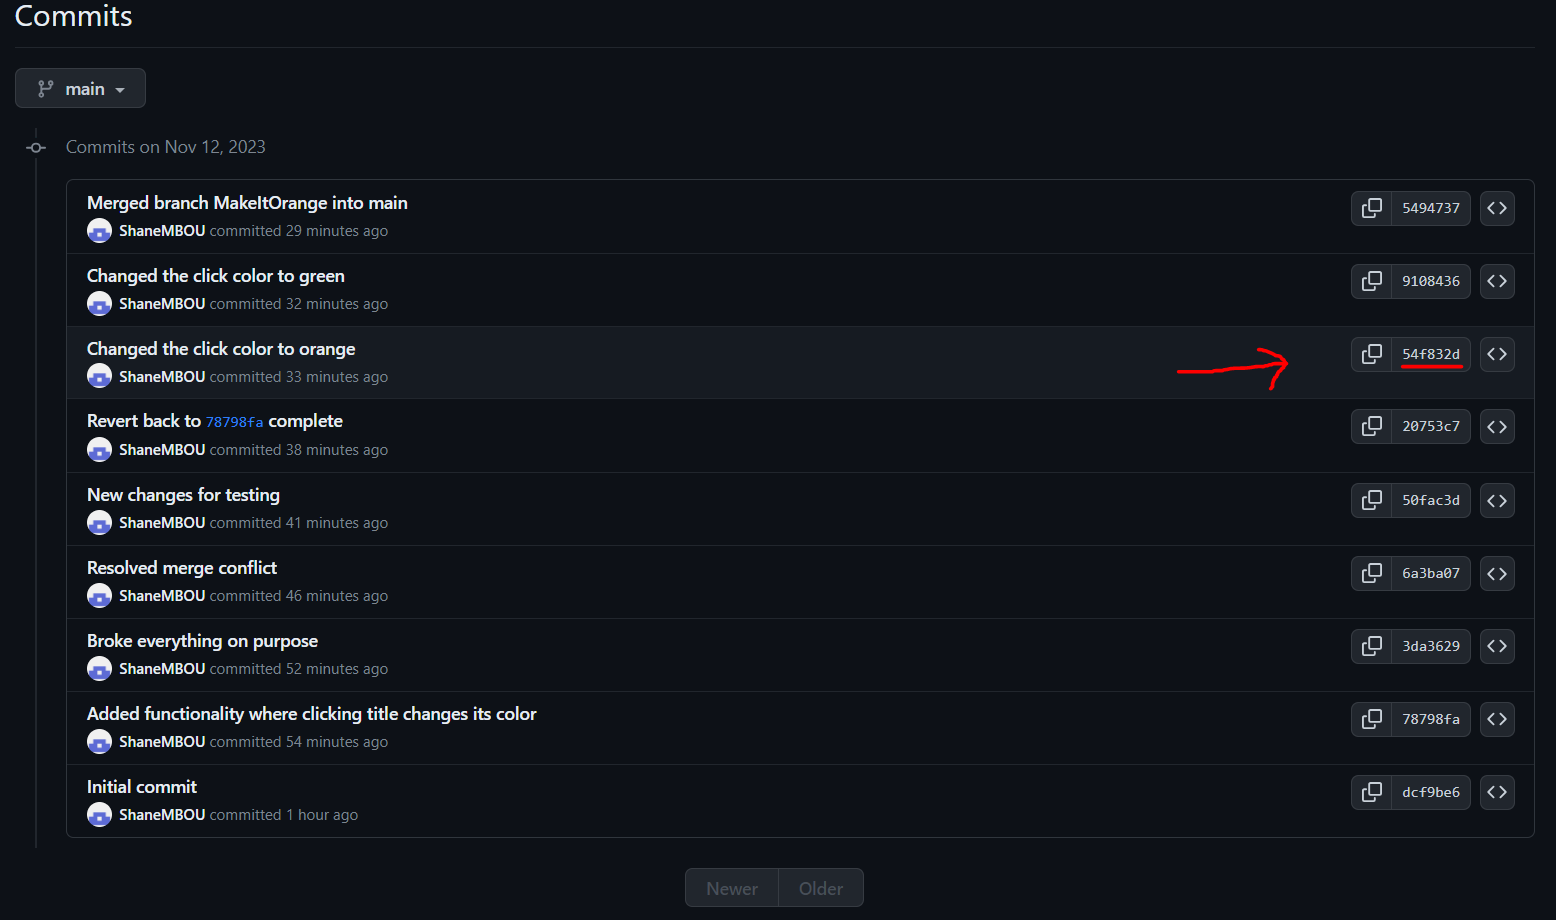 Commits
main
Commits on Nov 12, 2023
Merged branch MakeItOrange into main
5494737
ShaneMBOU committed 29 minutes ago
Changed the click color to green
9108436
ShaneMBOU committed 32 minutes ago
Changed the click color to orange
54f832d
ShaneMBOU committed 33 minutes ago
Revert back to 78798fa complete
20753c7
ShaneMBOU committed 38 minutes ago
New changes for testing
50fac3d
ShaneMBOU committed 41 minutes ago
Resolved merge conflict
6a3ba07
ShaneMBOU committed 46 minutes ago
Broke everything on purpose
3da3629
ShaneMBOU committed 52 minutes ago
Added functionality where clicking title changes its color
78798fa
ShaneMBOU committed 54 minutes ago
Initial commit
dcf9be6
ShaneMBOU committed 1 hour ago
Newer Older